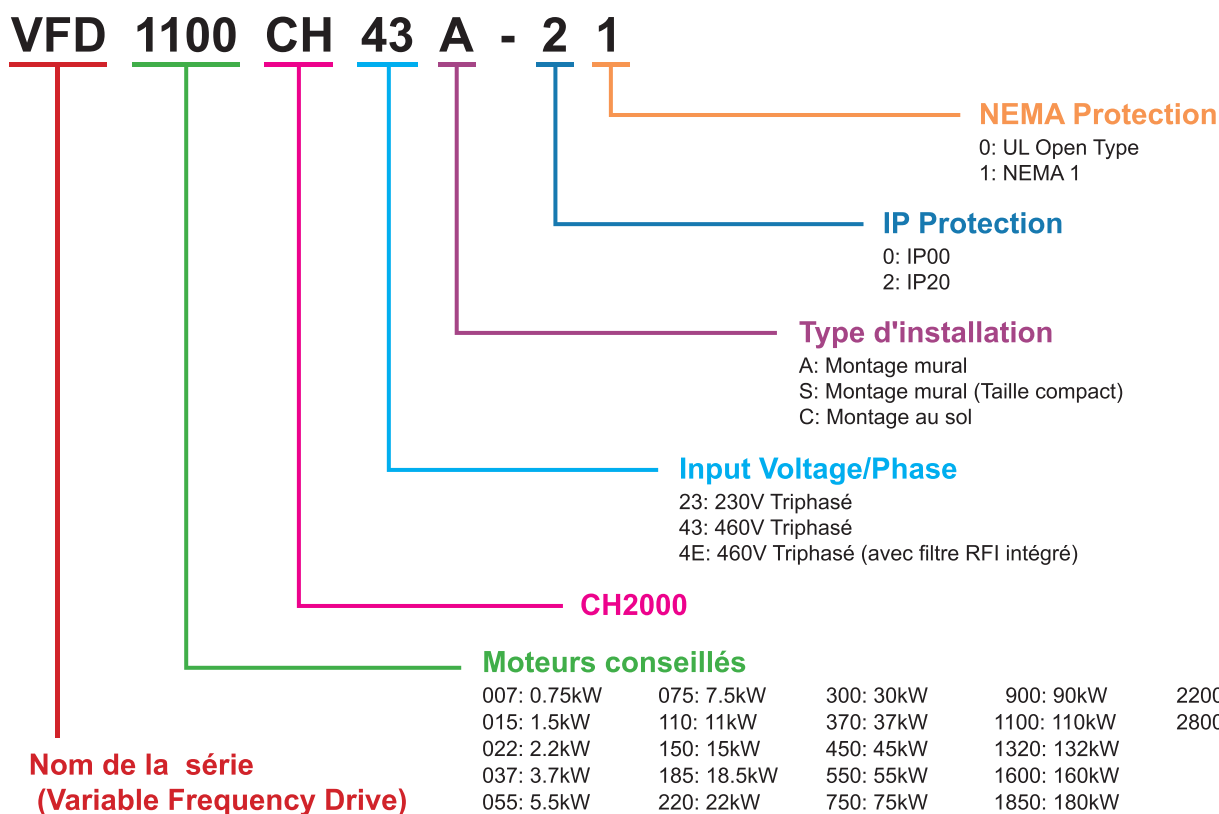 VFD 1100 CH 43 A - 2 1
NEMA Protection
0: UL Open Type
1: NEMA 1
IP Protection
0: IP00
2: IP20
Type d'installation
A: Montage mural
S: Montage mural (Taille compact)
C: Montage au sol
Input Voltage/Phase
23: 230V Triphasé
43: 460V Triphasé
4E: 460V Triphasé (avec filtre RFI intégré)
CH2000
Moteurs conseillés
007: 0.75kW 075: 7.5kW 300: 30kW 900: 90kW 2200
015: 1.5kW 110: 11kW 370: 37kW 1100: 110kW 2800
022: 2.2kW 150: 15kW 450: 45kW 1320: 132kW
037: 3.7kW 185: 18.5kW 550: 55kW 1600: 160kW
055: 5.5kW 220: 22kW 750: 75kW 1850: 180kW
Nom de la série
(Variable Frequency Drive)